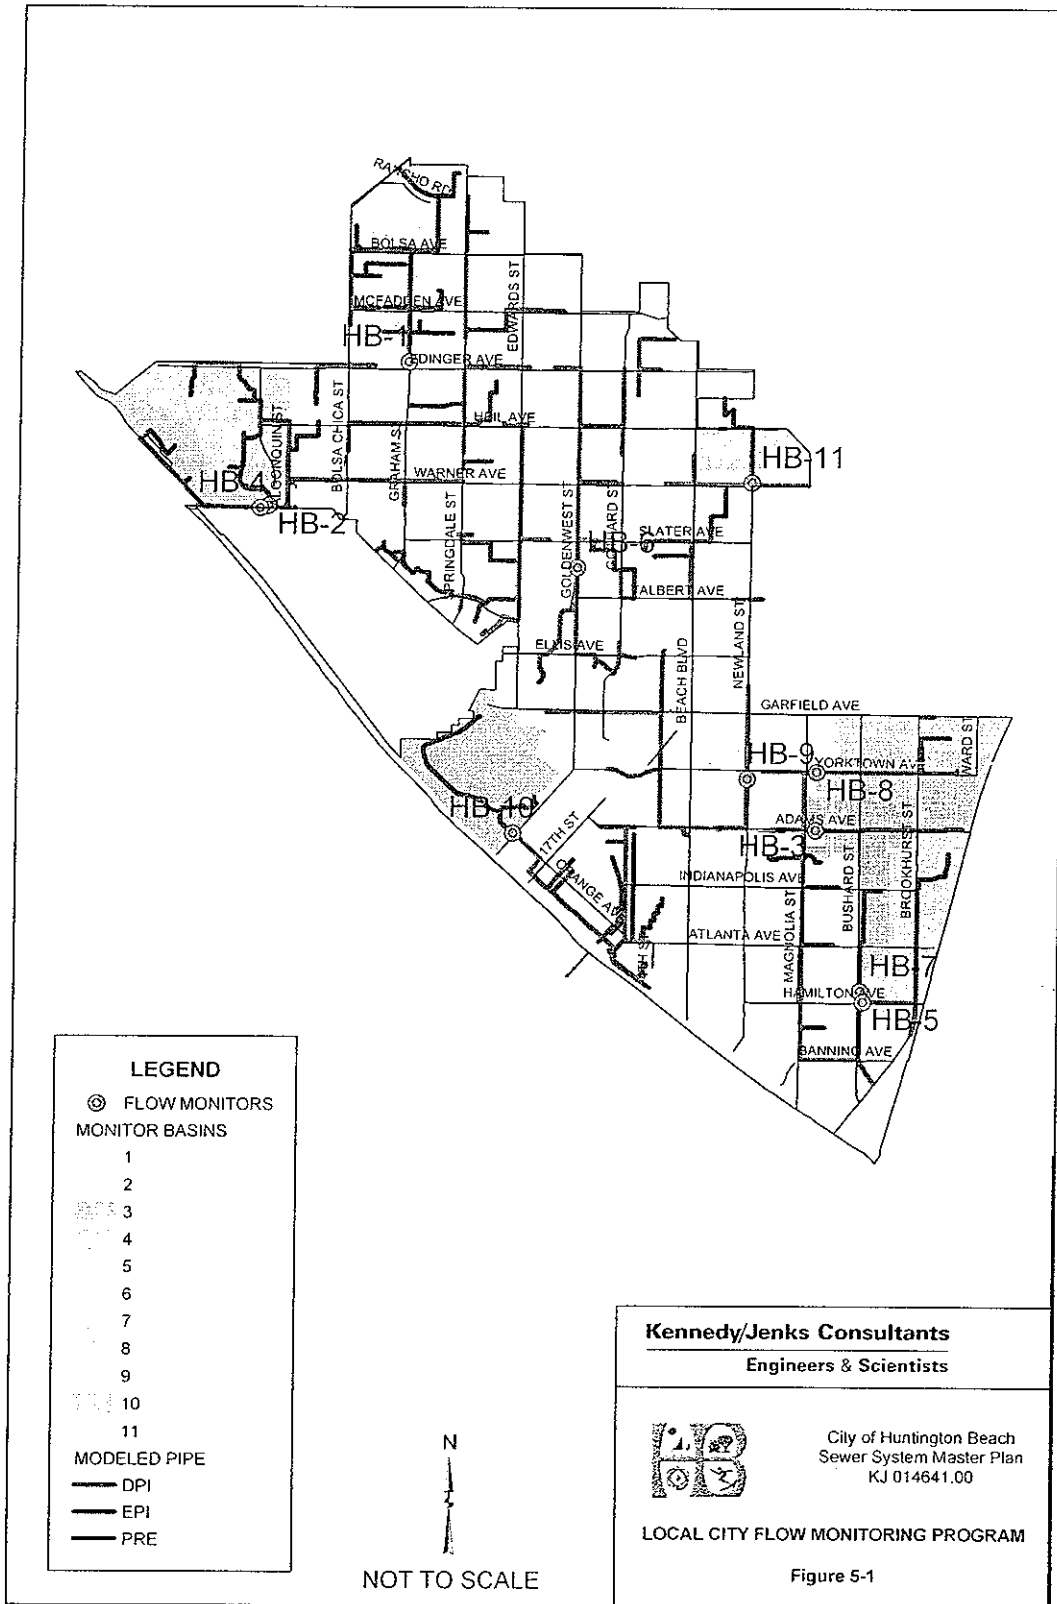 RANCHO RD
BOLSA AVE
MCFADDEN AVE
EDWARDS ST
HB-1
EDINGER AVE
ALGONQUIN ST
BOLSA CHICA ST
GRAHAM ST
HEIL AVE
WARNER AVE
HB-11
HB-4
HB-2
SPRINGDALE ST
GOLDENWEST ST
SLATER AVE
ALBERT AVE
ELLIS AVE
BEACH BLVD
NEWLAND ST
GARFIELD AVE
WARD ST
HB-9
YORKTOWN AVE
HB-8
HB-10
ADAMS AVE
HB-3
17TH ST
ORANGE AVE
INDIANAPOLIS AVE
MAGNOLIA ST
BUSHARD ST
BROOKHURST ST
ATLANTA AVE
HB-7
HAMILTON AVE
HB-5
BANNING AVE
LEGEND
FLOW MONITORS
MONITOR BASINS
1
2
3
4
5
6
7
8
9
10
11
MODELED PIPE
DPI
EPI
PRE
N
NOT TO SCALE
Kennedy/Jenks Consultants
Engineers & Scientists
HB
City of Huntington Beach
Sewer System Master Plan
KJ 014641.00
LOCAL CITY FLOW MONITORING PROGRAM
Figure 5-1